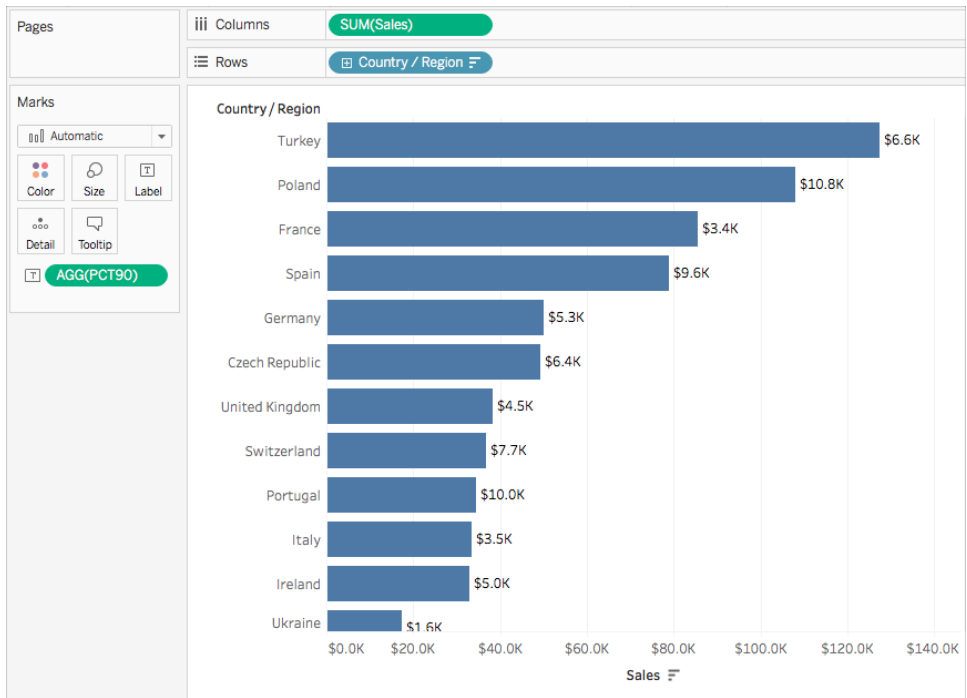 Pages
Columns
SUM(Sales)
Rows
Country / Region
Marks
Automatic
Color
Size
Label
Detail
Tooltip
AGG(PCT90)
Country / Region
Turkey $6.6K
Poland $10.8K
France $3.4K
Spain $9.6K
Germany $5.3K
Czech Republic $6.4K
United Kingdom $4.5K
Switzerland $7.7K
Portugal $10.0K
Italy $3.5K
Ireland $5.0K
Ukraine $1.6K
$0.0K $20.0K $40.0K $60.0K $80.0K $100.0K $120.0K $140.0K
Sales